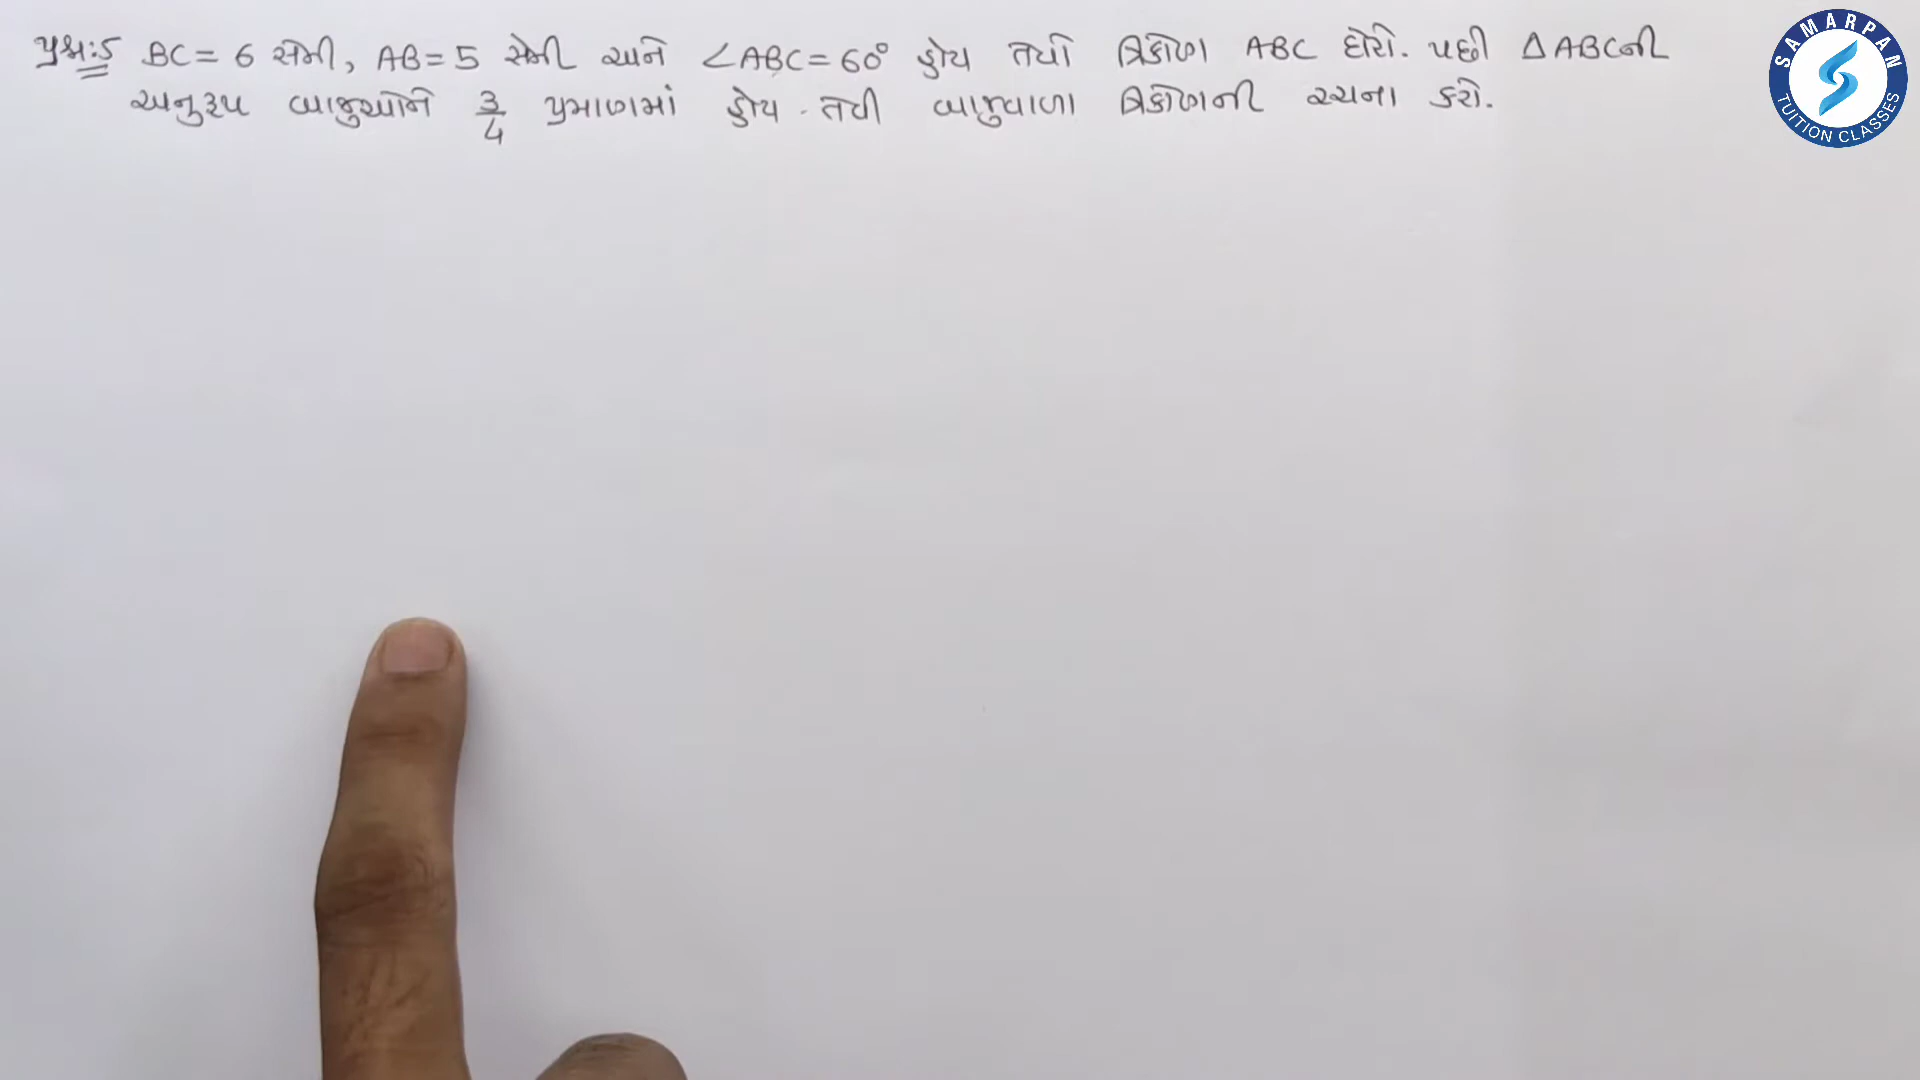 પ્રશ્ન:5 BC = 6 સેમી, AB = 5 સેમી અને ∠ABC = 60° હોય તેવો ત્રિકોણ ABC દોરો. પછી △ABCની
અનુરૂપ બાજુઓને 3/4 પ્રમાણમાં હોય તેવી બાજુવાળા ત્રિકોણની રચના કરો.
SAMARPAN
TUITION CLASSES